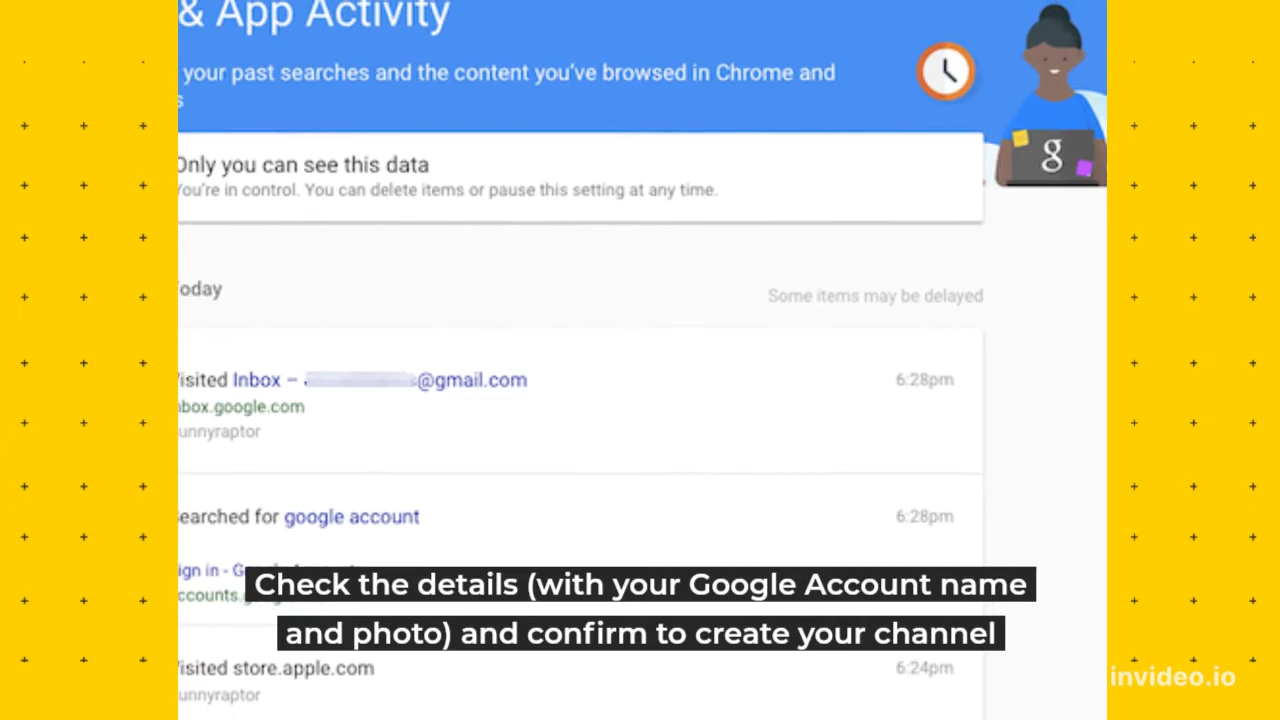 & App Activity
your past searches and the content you've browsed in Chrome and
s
Only you can see this data
You're in control. You can delete items or pause this setting at any time.
Today
Some items may be delayed
Visited Inbox – @gmail.com
6:28pm
nbox.google.com
unnyraptor
Searched for google account
6:28pm
ign in - G
ccounts.
Check the details (with your Google Account name
and photo) and confirm to create your channel
Visited store.apple.com
6:24pm
unnyraptor
invideo.io
g